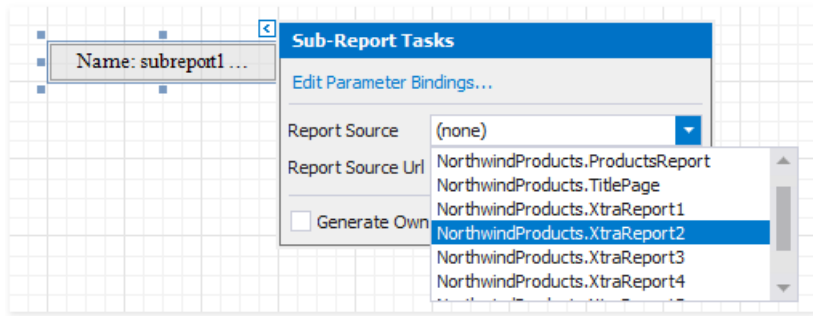 Name: subreport1 ...
Sub-Report Tasks
Edit Parameter Bindings...
Report Source (none)
NorthwindProducts.ProductsReport
Report Source Url
NorthwindProducts.TitlePage
NorthwindProducts.XtraReport1
Generate Own
NorthwindProducts.XtraReport2
NorthwindProducts.XtraReport3
NorthwindProducts.XtraReport4